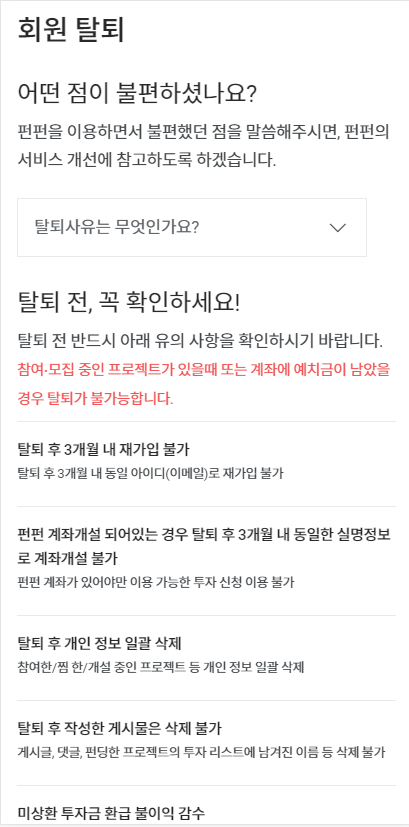 회원 탈퇴
어떤 점이 불편하셨나요?
펀펀을 이용하면서 불편했던 점을 말씀해주시면, 펀펀의
서비스 개선에 참고하도록 하겠습니다.
탈퇴사유는 무엇인가요?
탈퇴 전, 꼭 확인하세요!
탈퇴 전 반드시 아래 유의 사항을 확인하시기 바랍니다.
참여·모집 중인 프로젝트가 있을때 또는 계좌에 예치금이 남았을
경우 탈퇴가 불가능합니다.
탈퇴 후 3개월 내 재가입 불가
탈퇴 후 3개월 내 동일 아이디(이메일)로 재가입 불가
펀펀 계좌개설 되어있는 경우 탈퇴 후 3개월 내 동일한 실명정보
로 계좌개설 불가
펀펀 계좌가 있어야만 이용 가능한 투자 신청 이용 불가
탈퇴 후 개인 정보 일괄 삭제
참여한/찜 한/개설 중인 프로젝트 등 개인 정보 일괄 삭제
탈퇴 후 작성한 게시물은 삭제 불가
게시글, 댓글, 펀딩한 프로젝트의 투자 리스트에 남겨진 이름 등 삭제 불가
미상환 투자금 환급 불이익 감수